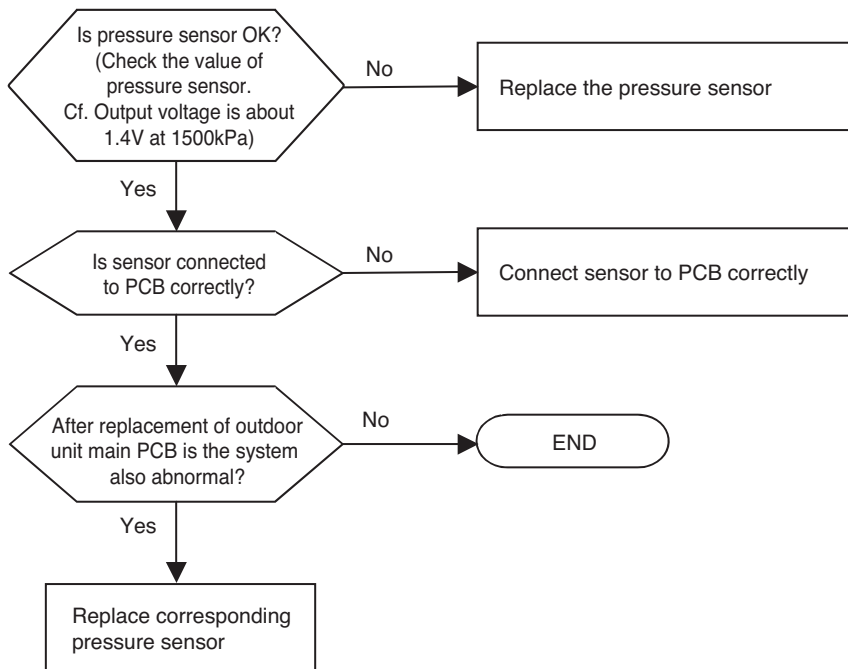 Is pressure sensor OK?
(Check the value of
pressure sensor.
Cf. Output voltage is about
1.4V at 1500kPa)
No
Replace the pressure sensor
Yes
Is sensor connected
to PCB correctly?
No
Connect sensor to PCB correctly
Yes
After replacement of outdoor
unit main PCB is the system
also abnormal?
No
END
Yes
Replace corresponding
pressure sensor